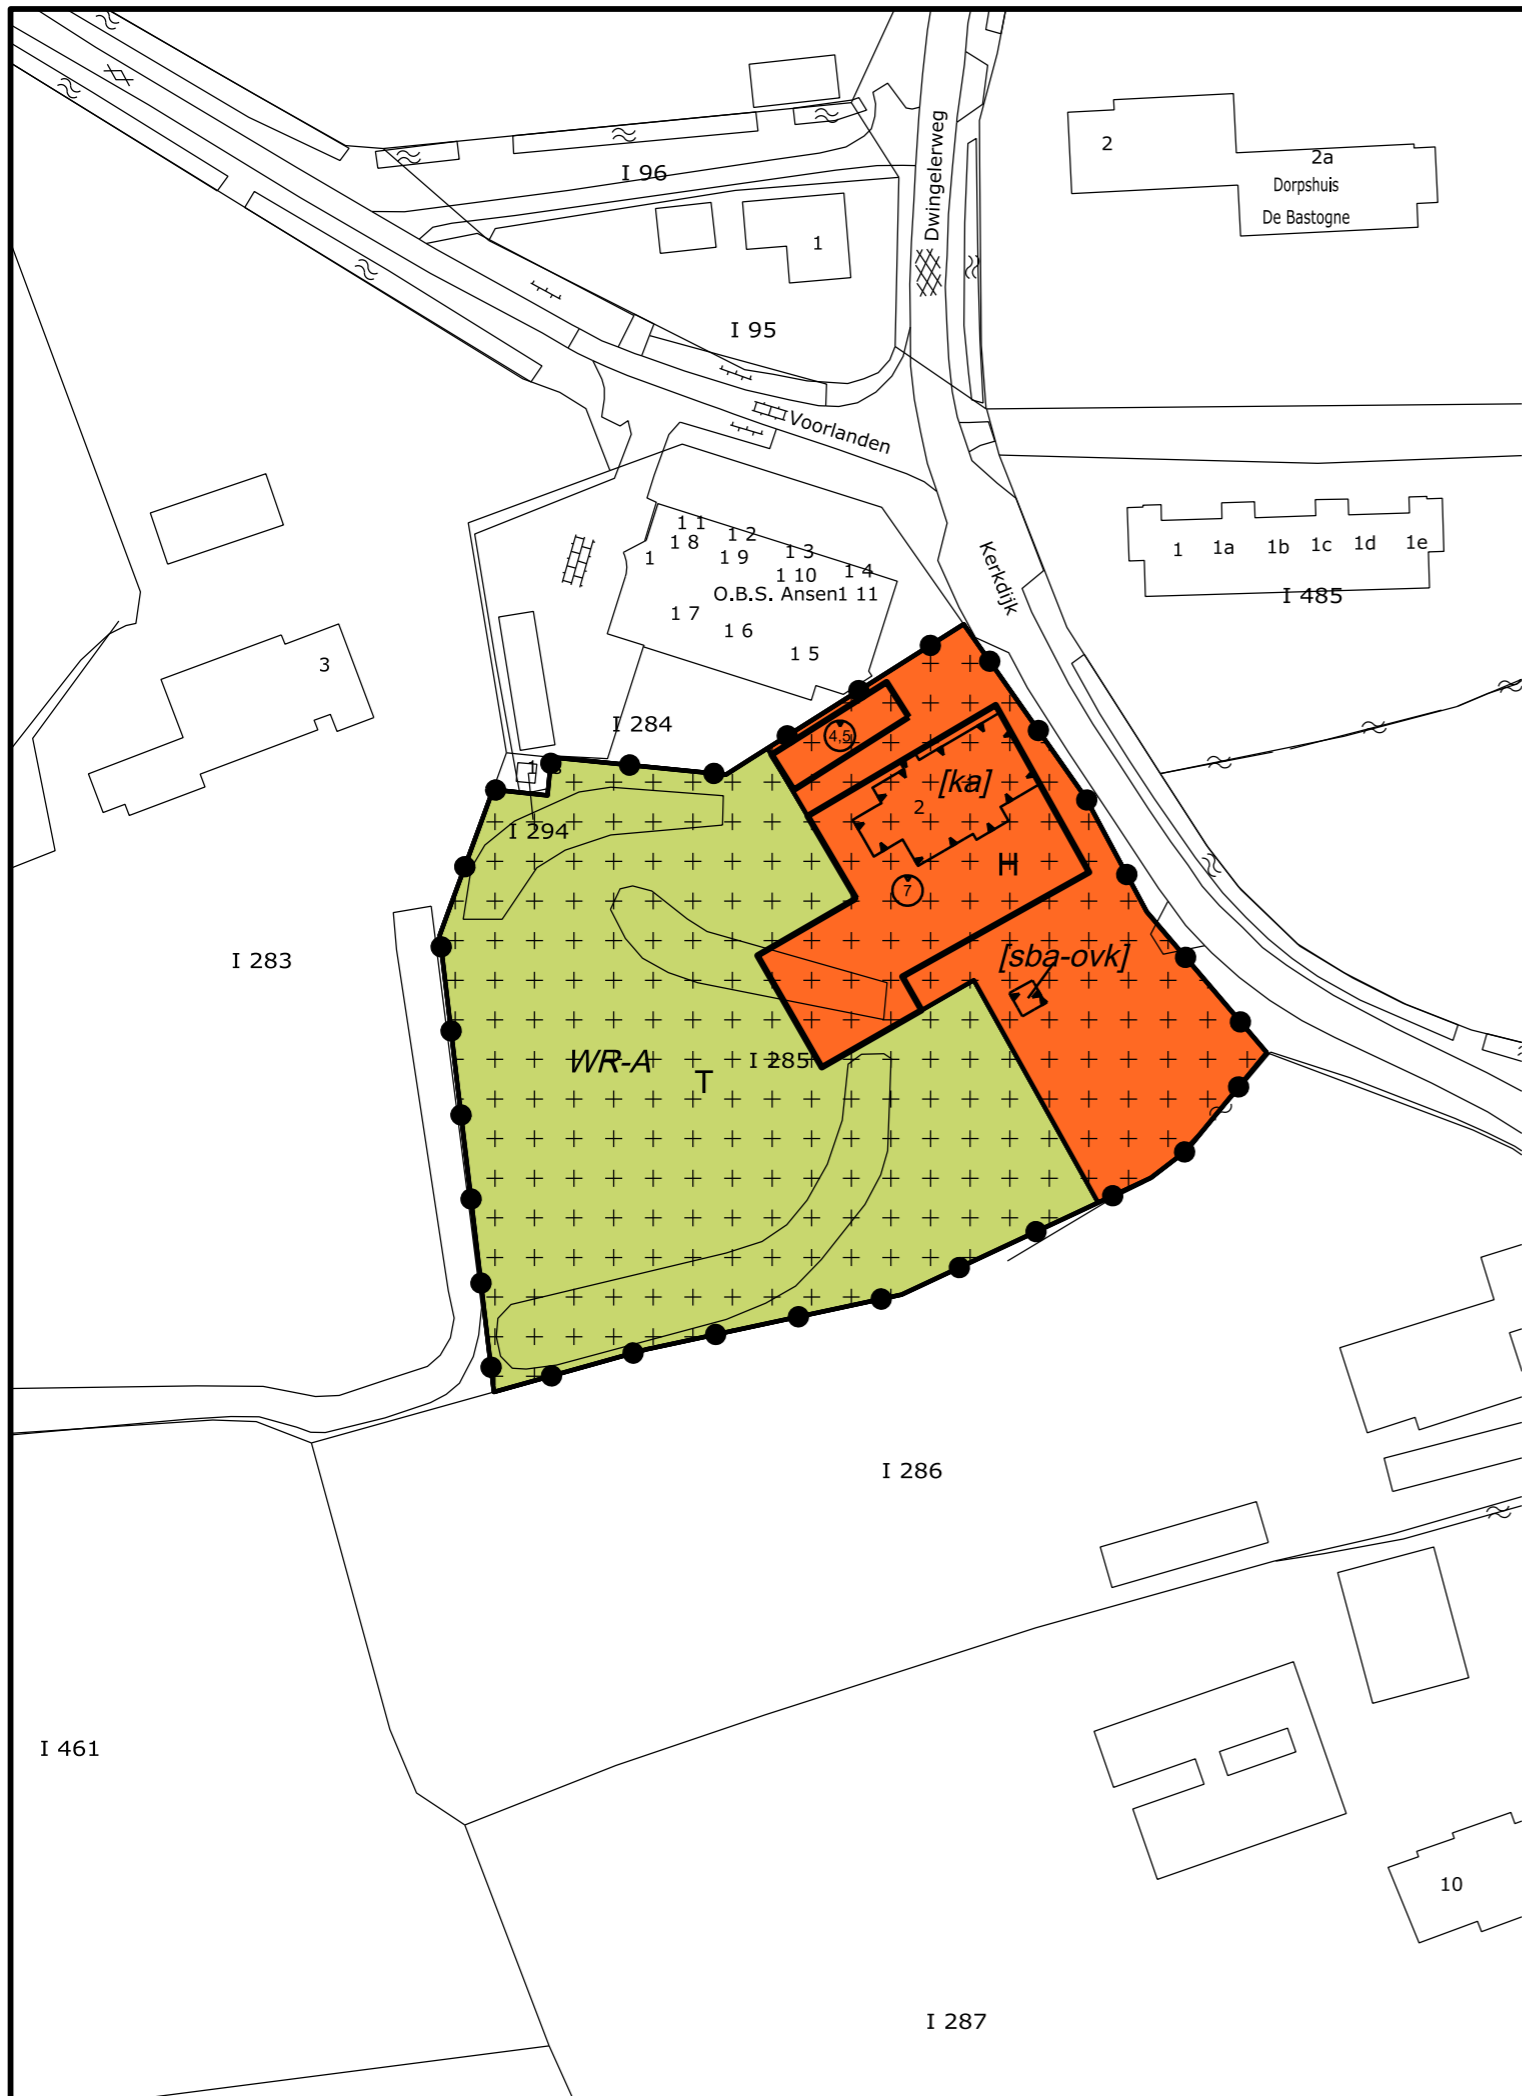 2
2a
Dorpshuis
De Bastogne
I 96
Dwingelerweg
1
I 95
Voorlanden
1 1
1 2
1 8
1 3
1
1 9
1 4
1 10
O.B.S. Ansen1 11
1 7
1 6
1 5
Kerkdijk
1
1a
1b
1c
1d
1e
I 485
3
I 284
4,5
[ka]
2
I 294
H
7
I 283
[sba-ovk]
WR-A
T
I 285
I 286
I 461
10
I 287